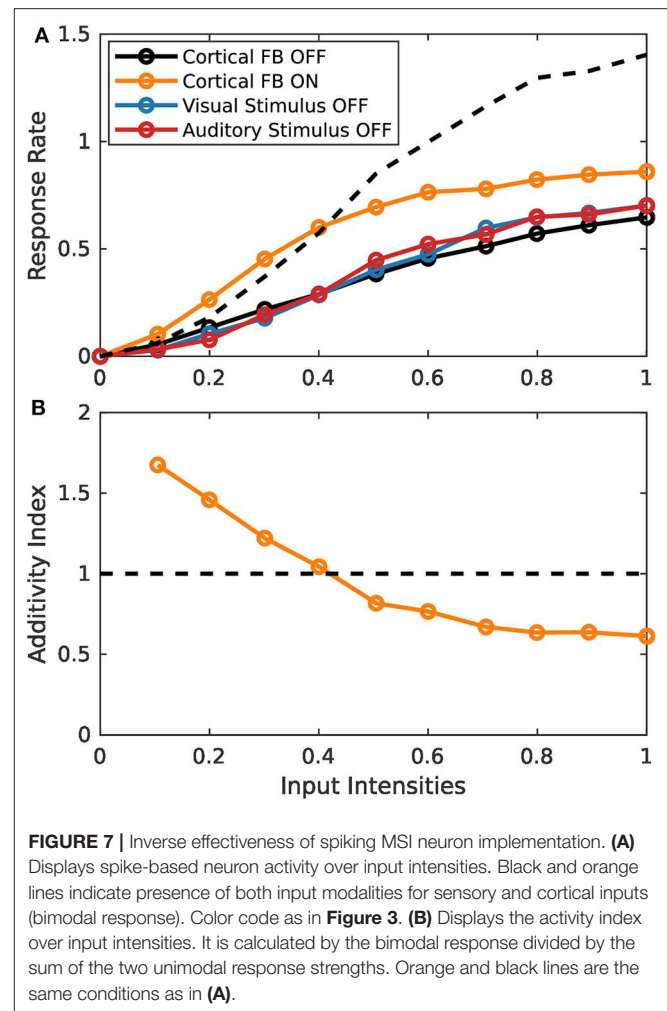 A
1.5
Cortical FB OFF
Cortical FB ON
Visual Stimulus OFF
Auditory Stimulus OFF
1
Response Rate
0.5
0
0 0.2 0.4 0.6 0.8 1
B
2
1.5
Additivity Index
1
0.5
0
0 0.2 0.4 0.6 0.8 1
Input Intensities
FIGURE 7 | Inverse effectiveness of spiking MSI neuron implementation. (A)
Displays spike-based neuron activity over input intensities. Black and orange
lines indicate presence of both input modalities for sensory and cortical inputs
(bimodal response). Color code as in Figure 3. (B) Displays the activity index
over input intensities. It is calculated by the bimodal response divided by the
sum of the two unimodal response strengths. Orange and black lines are the
same conditions as in (A).